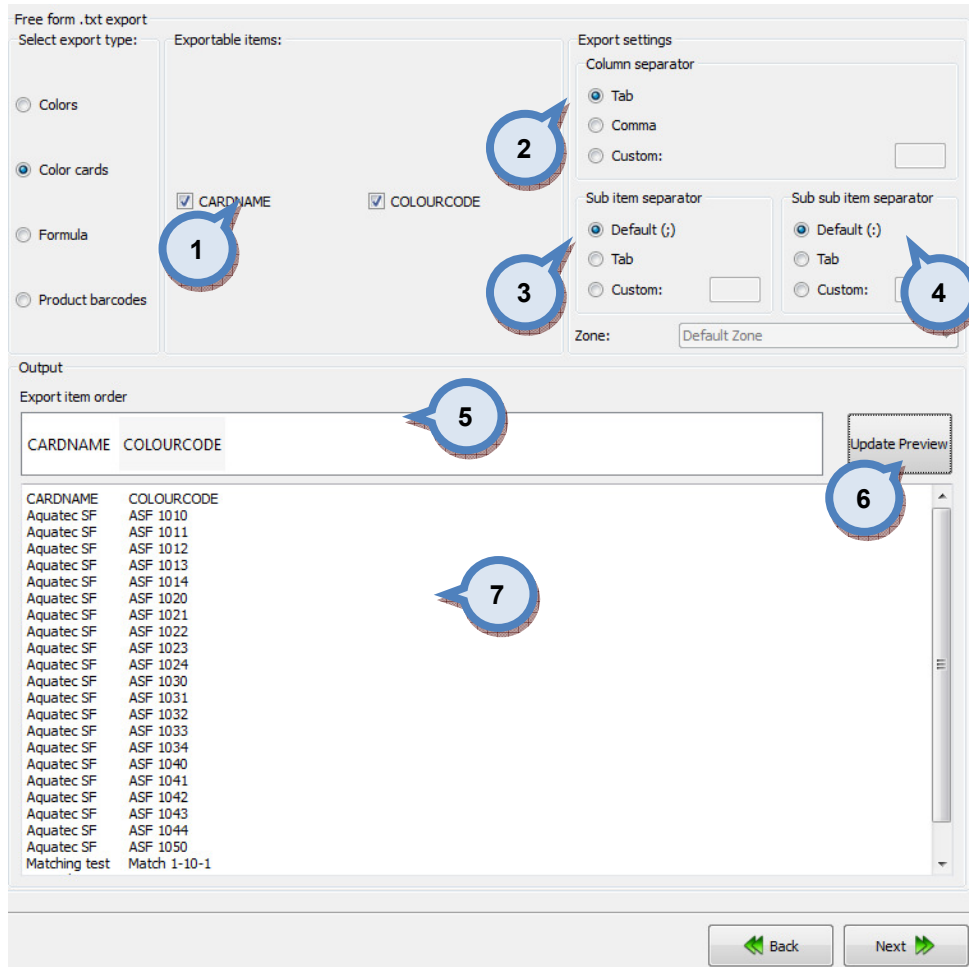 Free form .txt export
Select export type:
Colors
Color cards
Formula
Product barcodes
Exportable items:
CARDNAME COLOURCODE
1
Export settings
Column separator
Tab
Comma
Custom:
2
Sub item separator
Default (;)
Tab
Custom:
3
Sub sub item separator
Default (:)
Tab
Custom:
4
Zone: Default Zone
Output
Export item order
CARDNAME COLOURCODE
5
Update Preview
6
CARDNAME COLOURCODE
Aquatec SF ASF 1010
Aquatec SF ASF 1011
Aquatec SF ASF 1012
Aquatec SF ASF 1013
Aquatec SF ASF 1014
Aquatec SF ASF 1020
Aquatec SF ASF 1021
Aquatec SF ASF 1022
Aquatec SF ASF 1023
Aquatec SF ASF 1024
Aquatec SF ASF 1030
Aquatec SF ASF 1031
Aquatec SF ASF 1032
Aquatec SF ASF 1033
Aquatec SF ASF 1034
Aquatec SF ASF 1040
Aquatec SF ASF 1041
Aquatec SF ASF 1042
Aquatec SF ASF 1043
Aquatec SF ASF 1044
Aquatec SF ASF 1050
Matching test Match 1-10-1
7
Back
Next